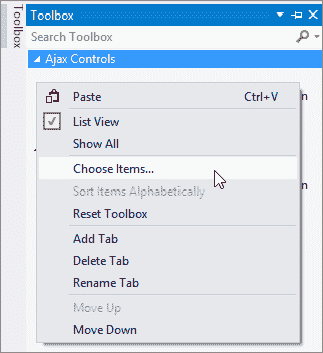 Toolbox
Toolbox
Search Toolbox
Ajax Controls
Paste Ctrl+V
List View
Show All
Choose Items...
Sort Items Alphabetically
Reset Toolbox
Add Tab
Delete Tab
Rename Tab
Move Up
Move Down